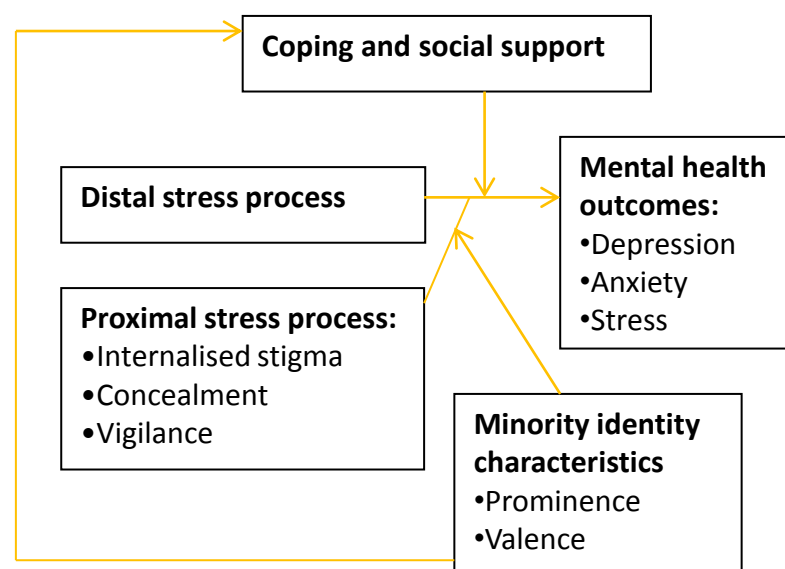 Coping and social support
Distal stress process
Mental health
outcomes:
•Depression
•Anxiety
•Stress
Proximal stress process:
•Internalised stigma
•Concealment
•Vigilance
Minority identity
characteristics
•Prominence
•Valence